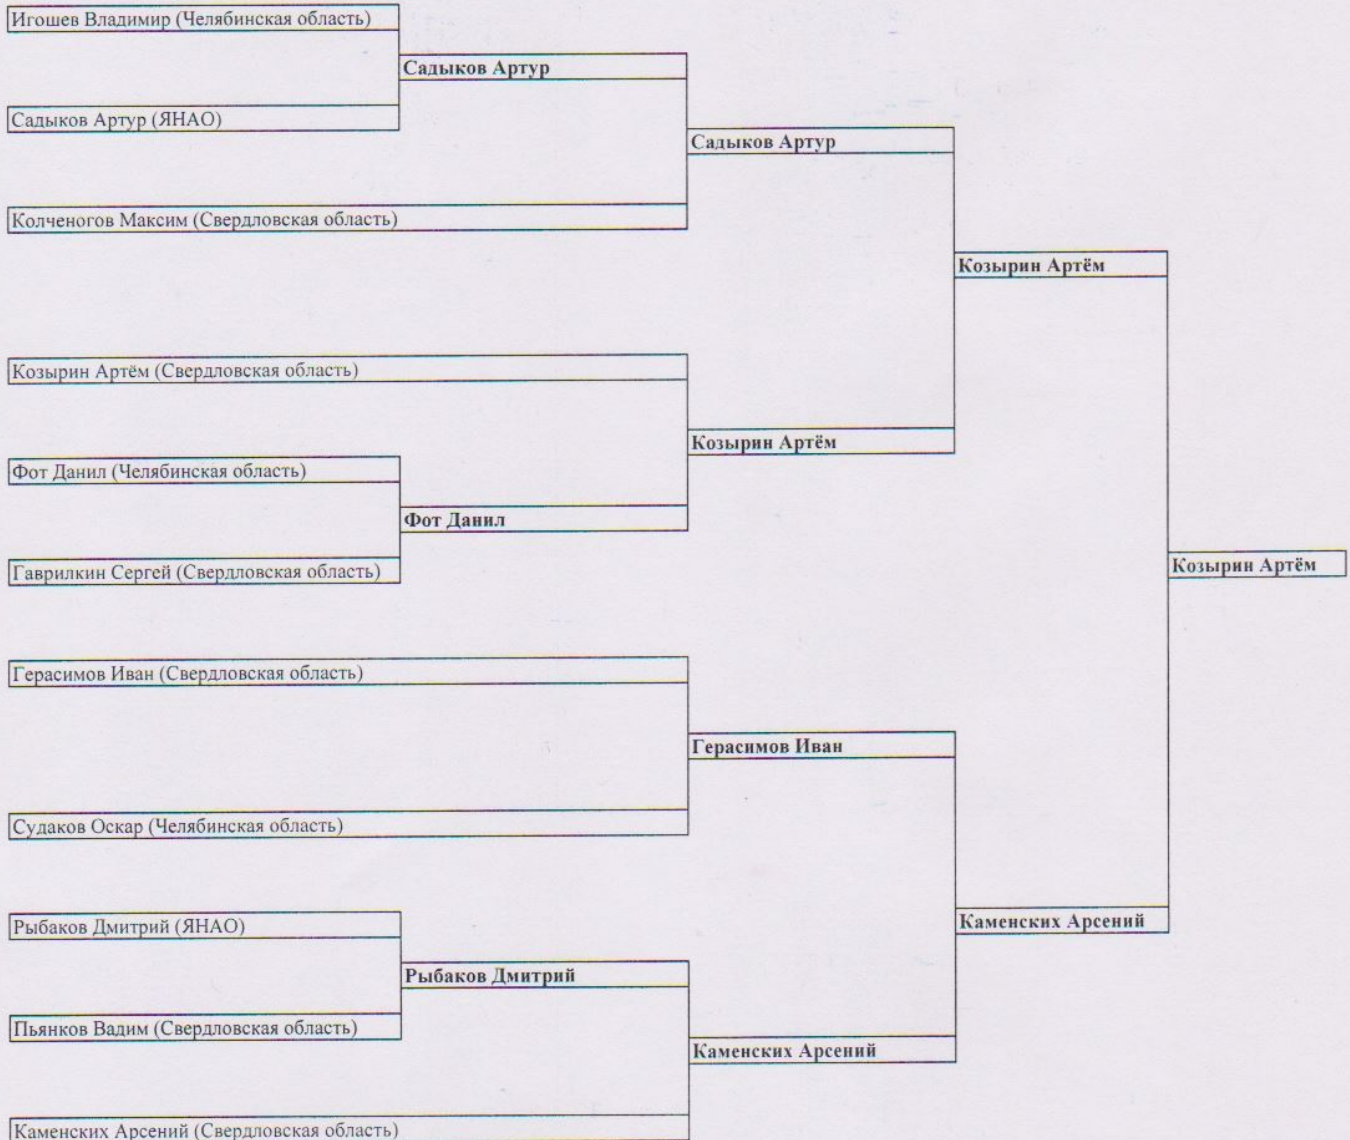 Игошев Владимир (Челябинская область)
Садыков Артур
Садыков Артур (ЯНАО)
Садыков Артур
Колченогов Максим (Свердловская область)
Козырин Артём
Козырин Артём (Свердловская область)
Козырин Артём
Фот Данил (Челябинская область)
Фот Данил
Гаврилкин Сергей (Свердловская область)
Козырин Артём
Герасимов Иван (Свердловская область)
Герасимов Иван
Судаков Оскар (Челябинская область)
Каменских Арсений
Рыбаков Дмитрий (ЯНАО)
Рыбаков Дмитрий
Пьянков Вадим (Свердловская область)
Каменских Арсений
Каменских Арсений (Свердловская область)